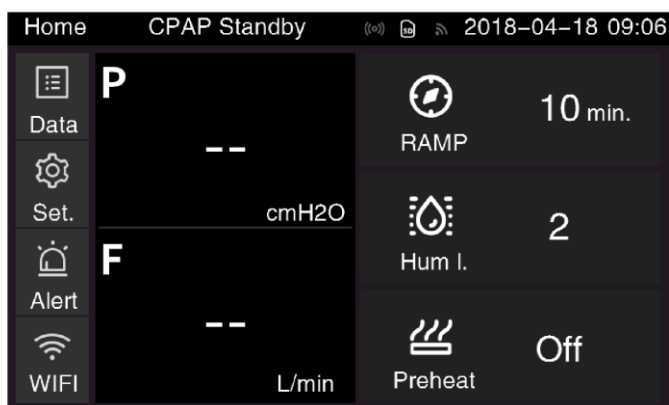 Home CPAP Standby SD 2018-04-18 09:06
Data
Set.
Alert
WIFI
P
--
cmH2O
F
--
L/min
RAMP 10 min.
Hum l. 2
Preheat Off